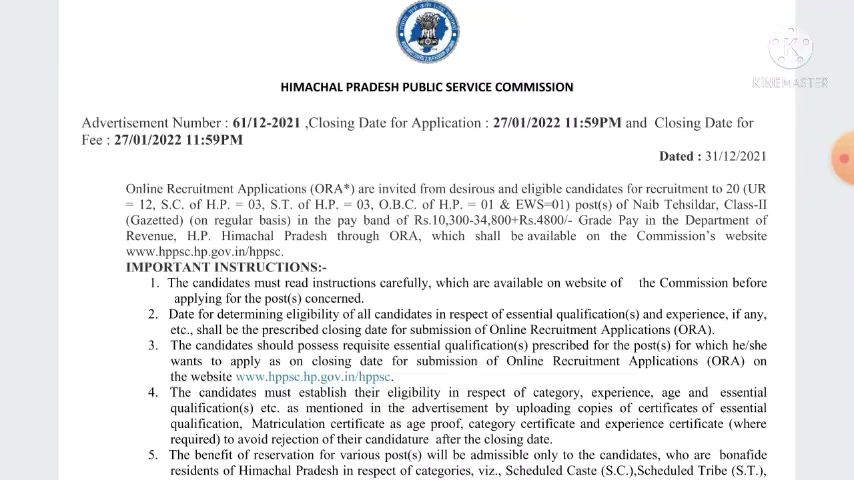 KINEMASTER
HIMACHAL PRADESH PUBLIC SERVICE COMMISSION
Advertisement Number : 61/12-2021 ,Closing Date for Application : 27/01/2022 11:59PM and Closing Date for
Fee : 27/01/2022 11:59PM
Dated : 31/12/2021
Online Recruitment Applications (ORA*) are invited from desirous and eligible candidates for recruitment to 20 (UR
= 12, S.C. of H.P. = 03, S.T. of H.P. = 03, O.B.C. of H.P. = 01 & EWS=01) post(s) of Naib Tehsildar, Class-II
(Gazetted) (on regular basis) in the pay band of Rs.10,300-34,800+Rs.4800/- Grade Pay in the Department of
Revenue, H.P. Himachal Pradesh through ORA, which shall be available on the Commission's website
www.hppsc.hp.gov.in/hppsc.
IMPORTANT INSTRUCTIONS:-
1. The candidates must read instructions carefully, which are available on website of the Commission before
applying for the post(s) concerned.
2. Date for determining eligibility of all candidates in respect of essential qualification(s) and experience, if any,
etc., shall be the prescribed closing date for submission of Online Recruitment Applications (ORA).
3. The candidates should possess requisite essential qualification(s) prescribed for the post(s) for which he/she
wants to apply as on closing date for submission of Online Recruitment Applications (ORA) on
the website www.hppsc.hp.gov.in/hppsc.
4. The candidates must establish their eligibility in respect of category, experience, age and essential
qualification(s) etc. as mentioned in the advertisement by uploading copies of certificates of essential
qualification, Matriculation certificate as age proof, category certificate and experience certificate (where
required) to avoid rejection of their candidature after the closing date.
5. The benefit of reservation for various post(s) will be admissible only to the candidates, who are bonafide
residents of Himachal Pradesh in respect of categories, viz., Scheduled Caste (S.C.),Scheduled Tribe (S.T.),